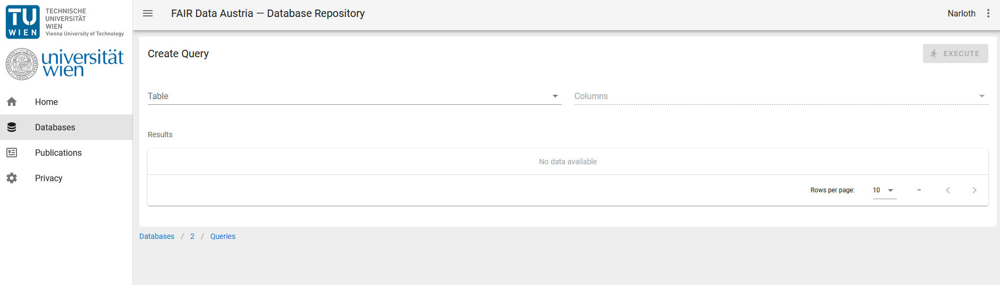 TU
WIEN
TECHNISCHE
UNIVERSITÄT
WIEN
Vienna University of Technology
universität
wien
Home
Databases
Publications
Privacy
FAIR Data Austria — Database Repository
Narloth
Create Query
EXECUTE
Table
Columns
Results
No data available
Rows per page: 10 –
Databases / 2 / Queries